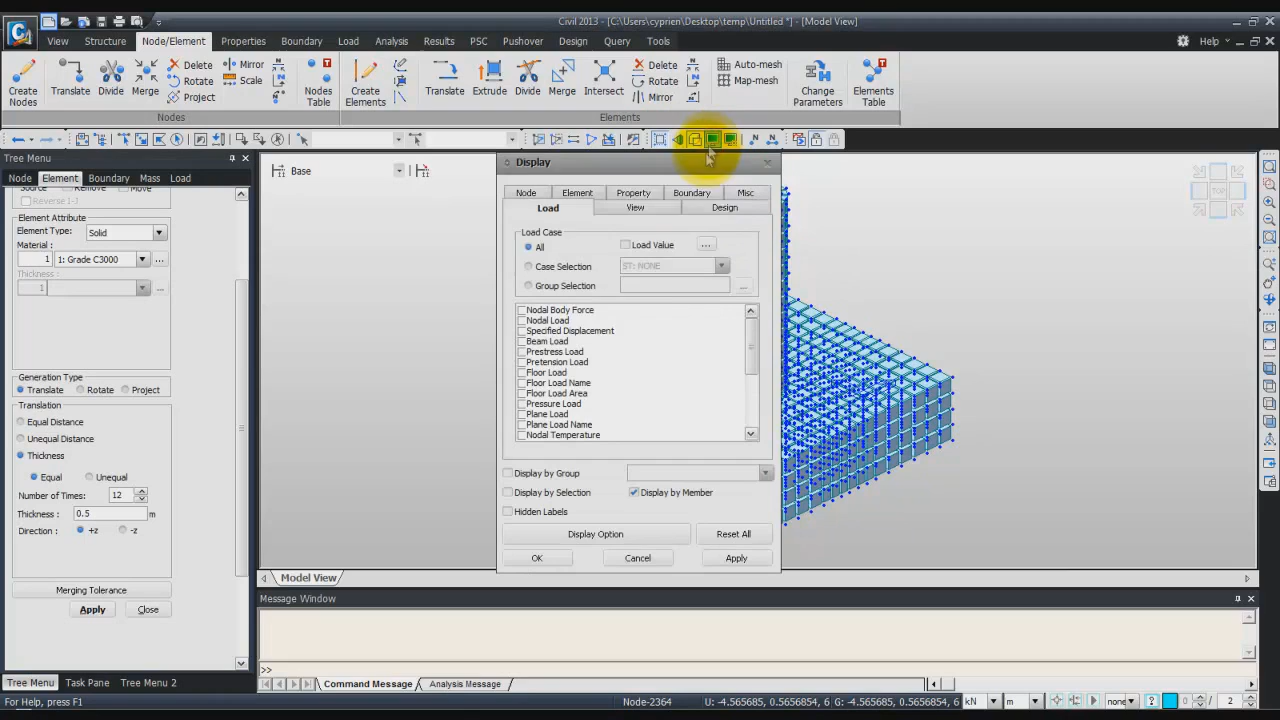 Civil 2013 - [C:\Users\cyprien\Desktop\temp\Untitled *] - [Model View]
View Structure Node/Element Properties Boundary Load Analysis Results PSC Pushover Design Query Tools Help
Create Nodes
Translate
Divide
Merge
Delete
Rotate
Project
Mirror
Scale
Nodes Table
Create Elements
Translate
Extrude
Divide
Merge
Intersect
Delete
Rotate
Mirror
Auto-mesh
Map-mesh
Change Parameters
Elements Table
Nodes
Elements
Tree Menu
Node Element Boundary Mass Load
Reverse I-J
Element Attribute
Element Type: Solid
Material :
1 1: Grade C3000
Thickness :
1
Generation Type
Translate Rotate Project
Translation
Equal Distance
Unequal Distance
Thickness
Equal Unequal
Number of Times: 12
Thickness : 0.5 m
Direction : +z -z
Merging Tolerance
Apply Close
Tree Menu Task Pane Tree Menu 2
Base
TOP
Display
Node Element Property Boundary Misc
Load View Design
Load Case
All Load Value ...
Case Selection ST: NONE
Group Selection ...
Nodal Body Force
Nodal Load
Specified Displacement
Beam Load
Prestress Load
Pretension Load
Floor Load
Floor Load Name
Floor Load Area
Pressure Load
Plane Load
Plane Load Name
Nodal Temperature
Display by Group
Display by Selection Display by Member
Hidden Labels
Display Option Reset All
OK Cancel Apply
Model View
Message Window
>>
Command Message Analysis Message
For Help, press F1
Node-2364
U: -4.565685, 0.5656854, 6
G: -4.565685, 0.5656854, 6
kN
m
none
0 / 2